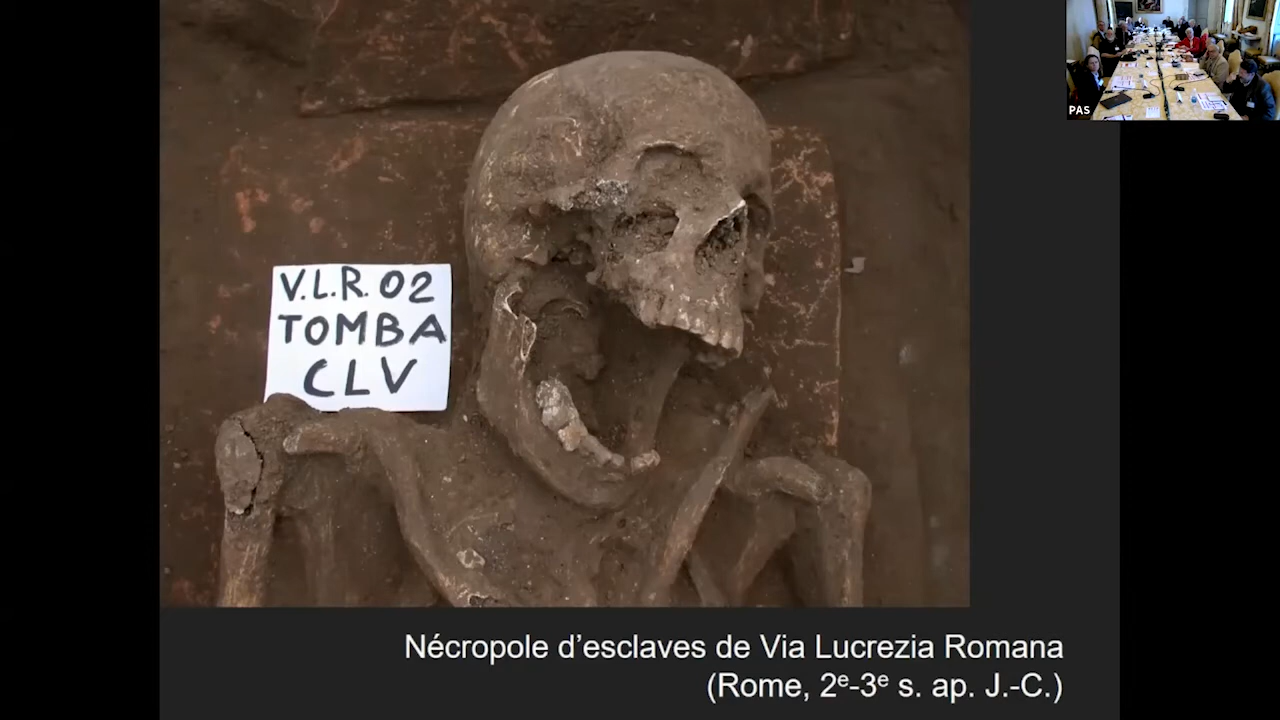 PAS
V.L.R. 02
TOMBA
CLV
Nécropole d’esclaves de Via Lucrezia Romana
(Rome, 2ᵉ-3ᵉ s. ap. J.-C.)